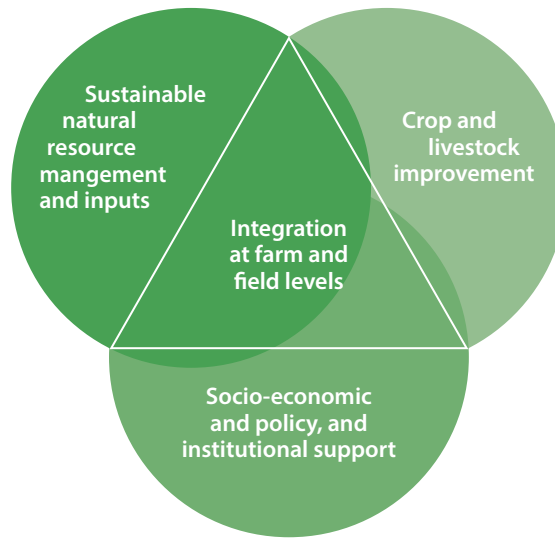 Sustainable
natural
resource
mangement
and inputs
Crop and
livestock
improvement
Integration
at farm and
field levels
Socio-economic
and policy, and
institutional support